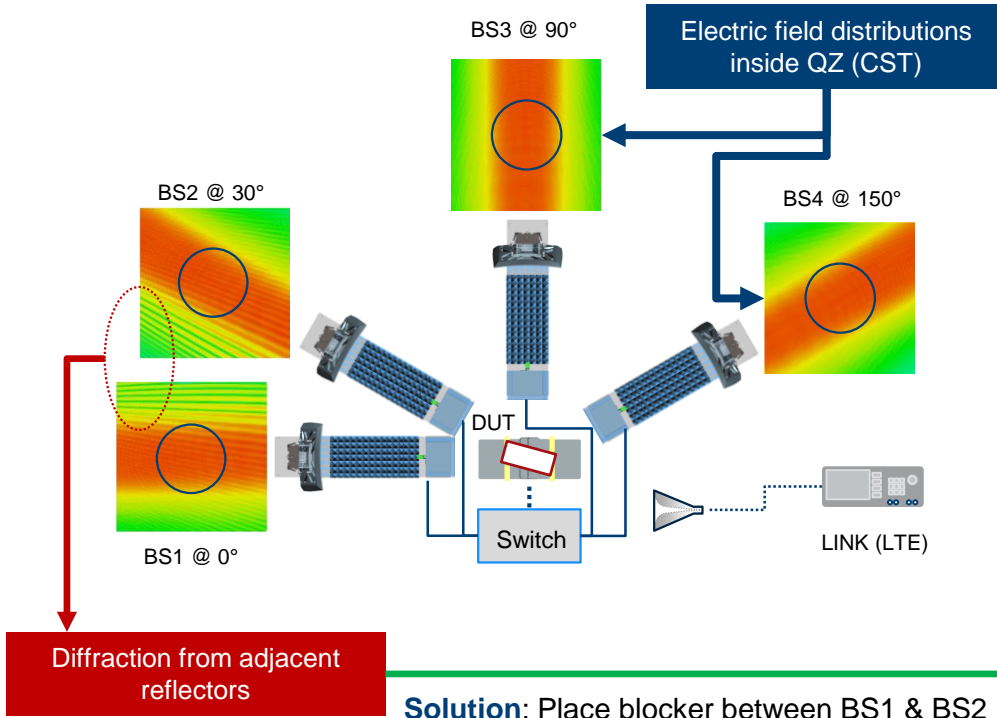 BS3 @ 90°
Electric field distributions
inside QZ (CST)
BS2 @ 30°
BS4 @ 150°
DUT
BS1 @ 0°
Switch
LINK (LTE)
Diffraction from adjacent
reflectors
Solution: Place blocker between BS1 & BS2